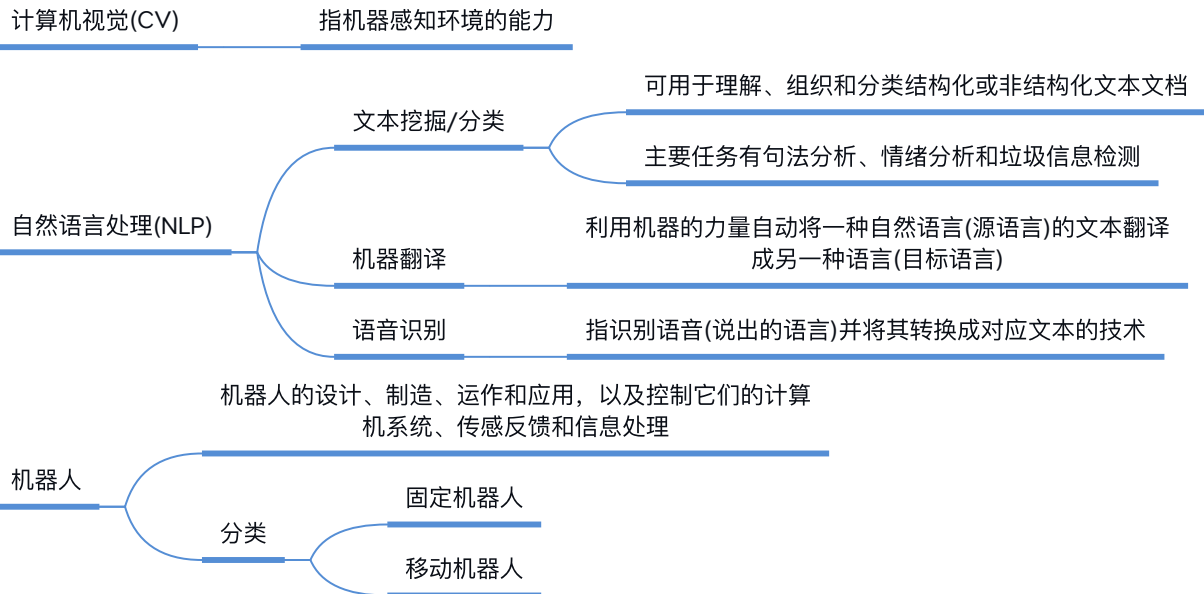 计算机视觉(CV)
指机器感知环境的能力
自然语言处理(NLP)
文本挖掘/分类
可用于理解、组织和分类结构化或非结构化文本文档
主要任务有句法分析、情绪分析和垃圾信息检测
机器翻译
利用机器的力量自动将一种自然语言(源语言)的文本翻译
成另一种语言(目标语言)
语音识别
指识别语音(说出的语言)并将其转换成对应文本的技术
机器人
机器人的设计、制造、运作和应用，以及控制它们的计算
机系统、传感反馈和信息处理
分类
固定机器人
移动机器人